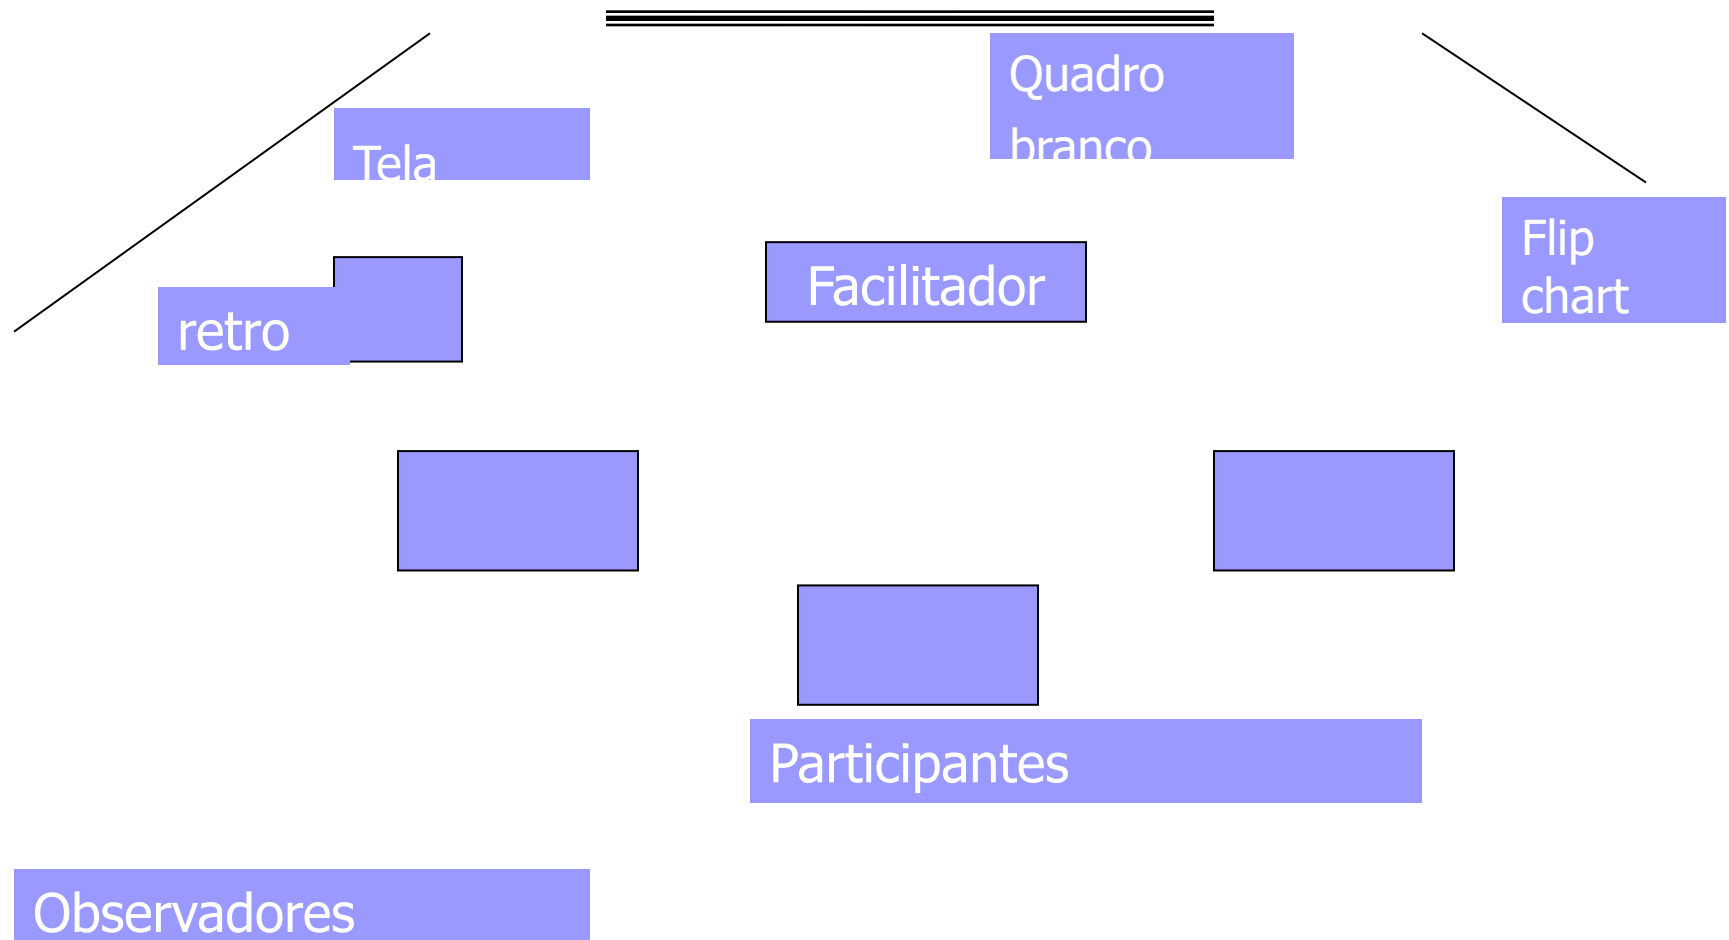 Quadro
branco
Tela
Flip
chart
Facilitador
retro
Participantes
Observadores